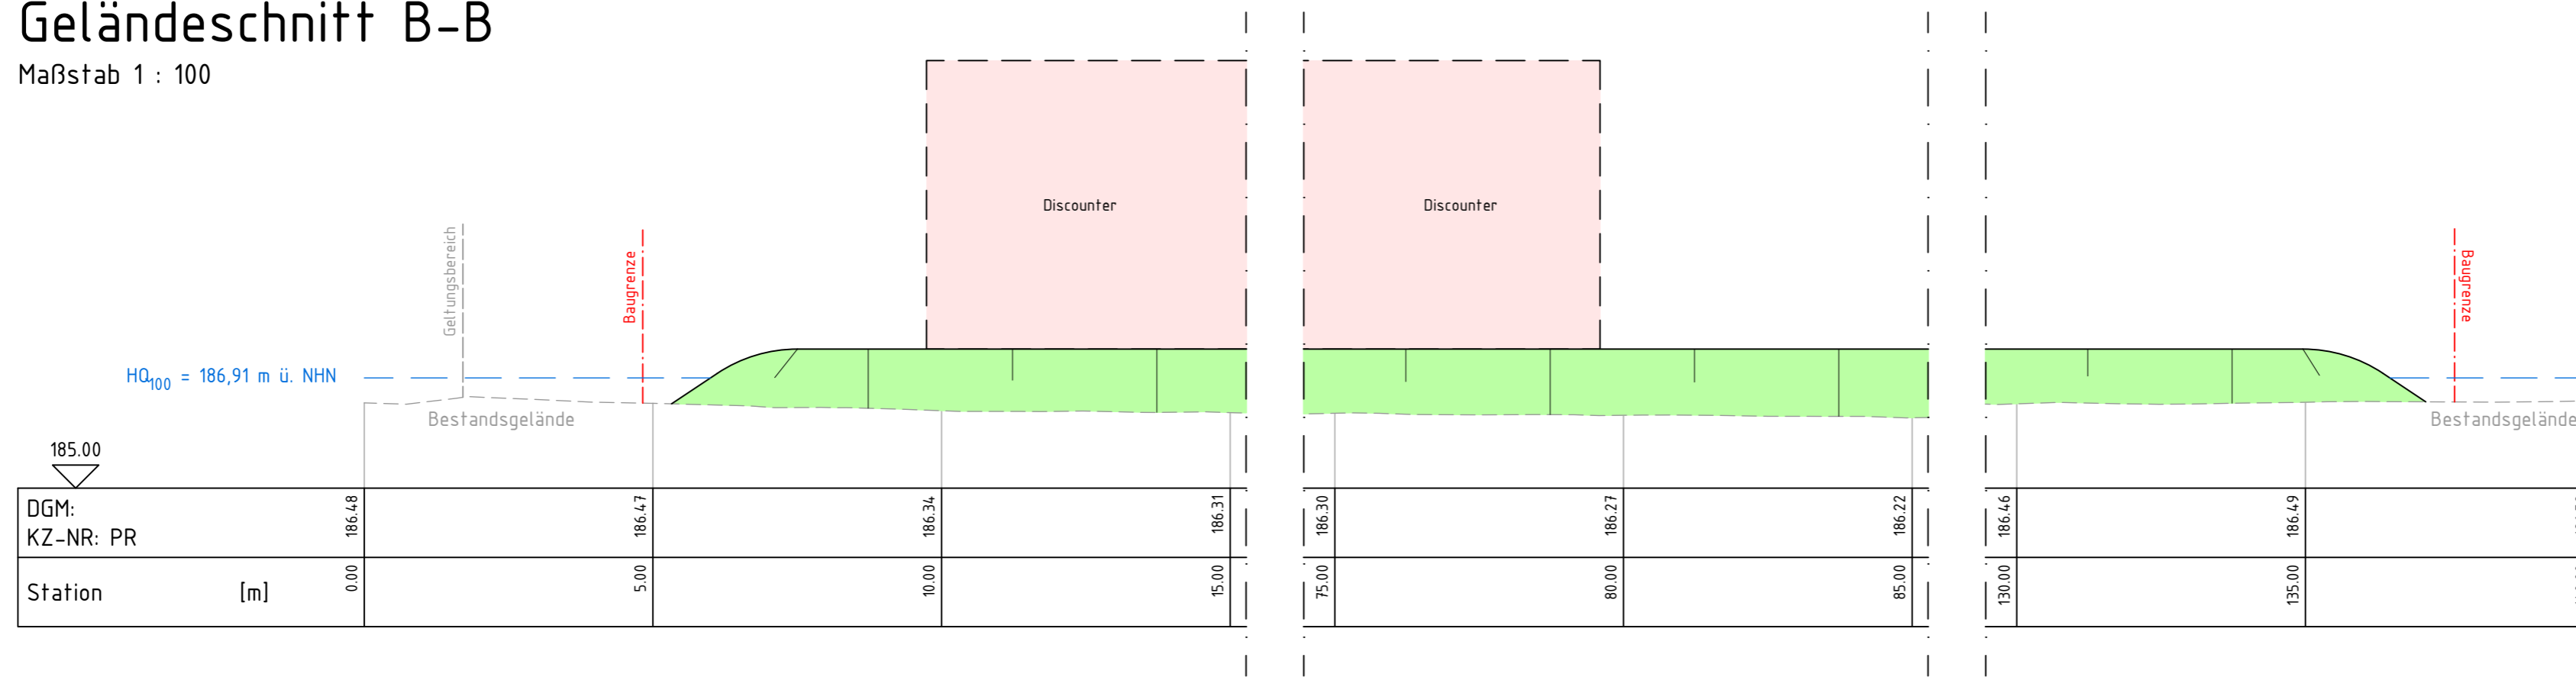 Geländeschnitt B-B
Maßstab 1 : 100
Discounter
Discounter
Geltungsbereich
Baugrenze
Baugrenze
HQ100 = 186,91 m ü. NHN
Bestandsgelände
Bestandsgelände
185.00
DGM:
KZ-NR: PR
186.48
186.47
186.34
186.31
186.30
186.27
186.22
186.46
186.49
Station [m]
0.00
5.00
10.00
15.00
75.00
80.00
85.00
130.00
135.00